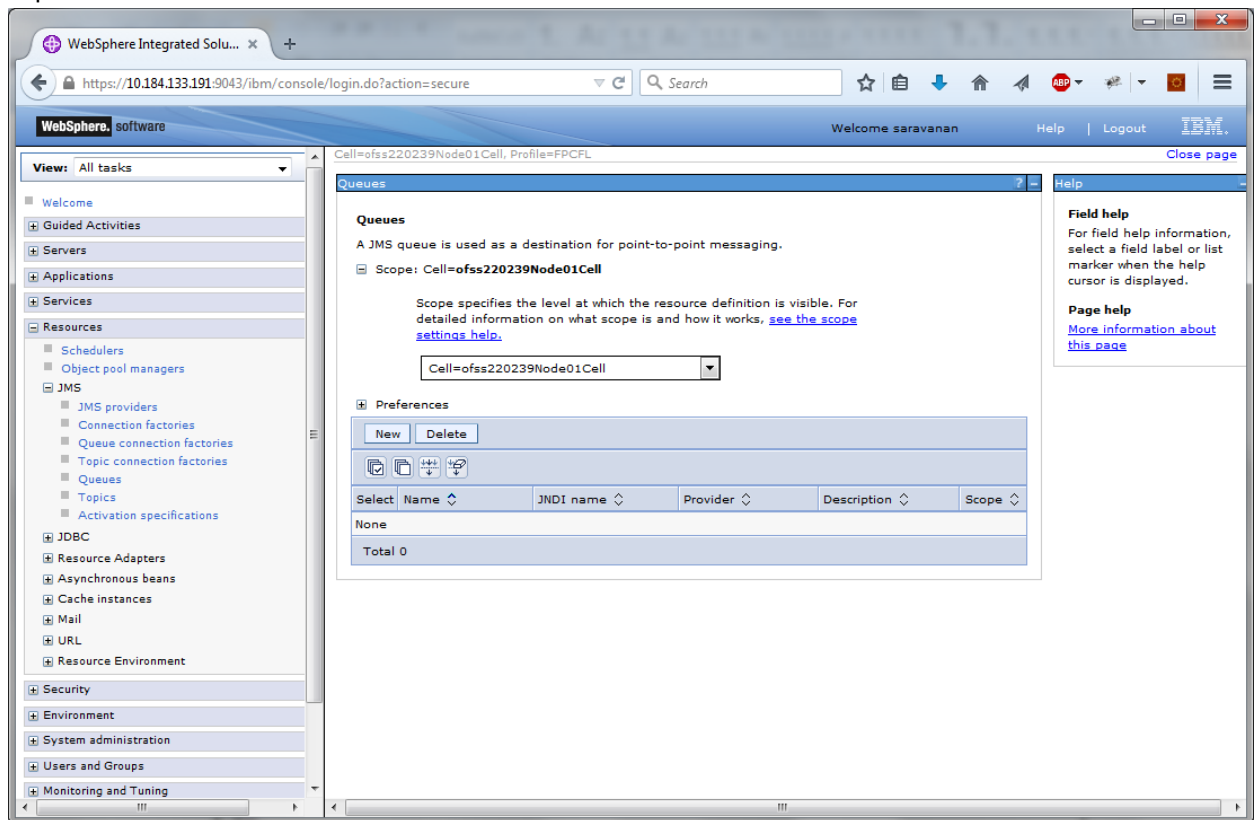 WebSphere Integrated Solu... × +
https://10.184.133.191:9043/ibm/console/login.do?action=secure
Search
ABP
WebSphere. software
Welcome saravanan
Help | Logout
IBM.
View: All tasks
Welcome
Guided Activities
Servers
Applications
Services
Resources
Schedulers
Object pool managers
JMS
JMS providers
Connection factories
Queue connection factories
Topic connection factories
Queues
Topics
Activation specifications
JDBC
Resource Adapters
Asynchronous beans
Cache instances
Mail
URL
Resource Environment
Security
Environment
System administration
Users and Groups
Monitoring and Tuning
Cell=ofss220239Node01Cell, Profile=FPCFL
Close page
Queues ? -
Queues
A JMS queue is used as a destination for point-to-point messaging.
Scope: Cell=ofss220239Node01Cell
Scope specifies the level at which the resource definition is visible. For
detailed information on what scope is and how it works, see the scope
settings help.
Cell=ofss220239Node01Cell
Preferences
New Delete
Select Name JNDI name Provider Description Scope
None
Total 0
Help -
Field help
For field help information,
select a field label or list
marker when the help
cursor is displayed.
Page help
More information about
this page